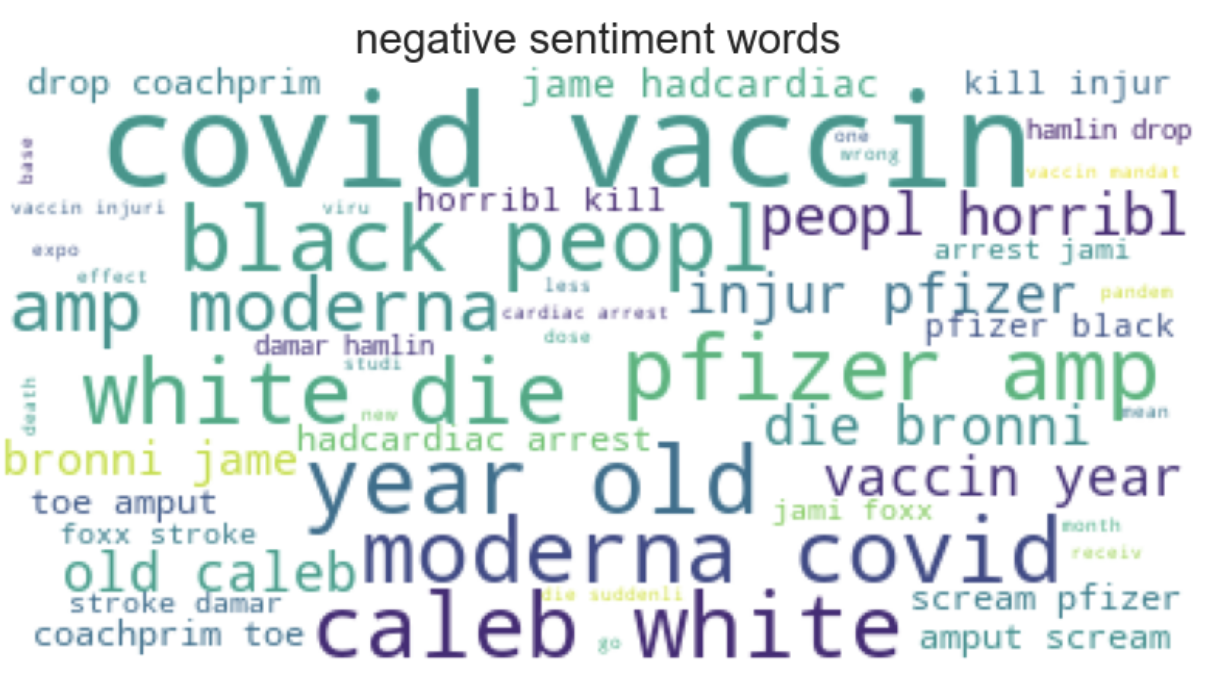 negative sentiment words
drop coachprim
jame hadcardiac
kill injur
covid vaccin
one
wrong
hamlin drop
base
vaccin mandat
vaccin injuri
viru
horribl kill
peopl horribl
black peopl
expo
arrest jami
effect
amp moderna
less
cardiac arrest
injur pfizer
pandem
dose
pfizer black
damar hamlin
studi
white die
pfizer amp
death
new
mean
die bronni
hadcardiac arrest
bronni jame
year old
vaccin year
toe amput
jami foxx
foxx stroke
month
moderna covid
receiv
old caleb
stroke damar
die suddenli
scream pfizer
caleb white
coachprim toe
go
amput scream